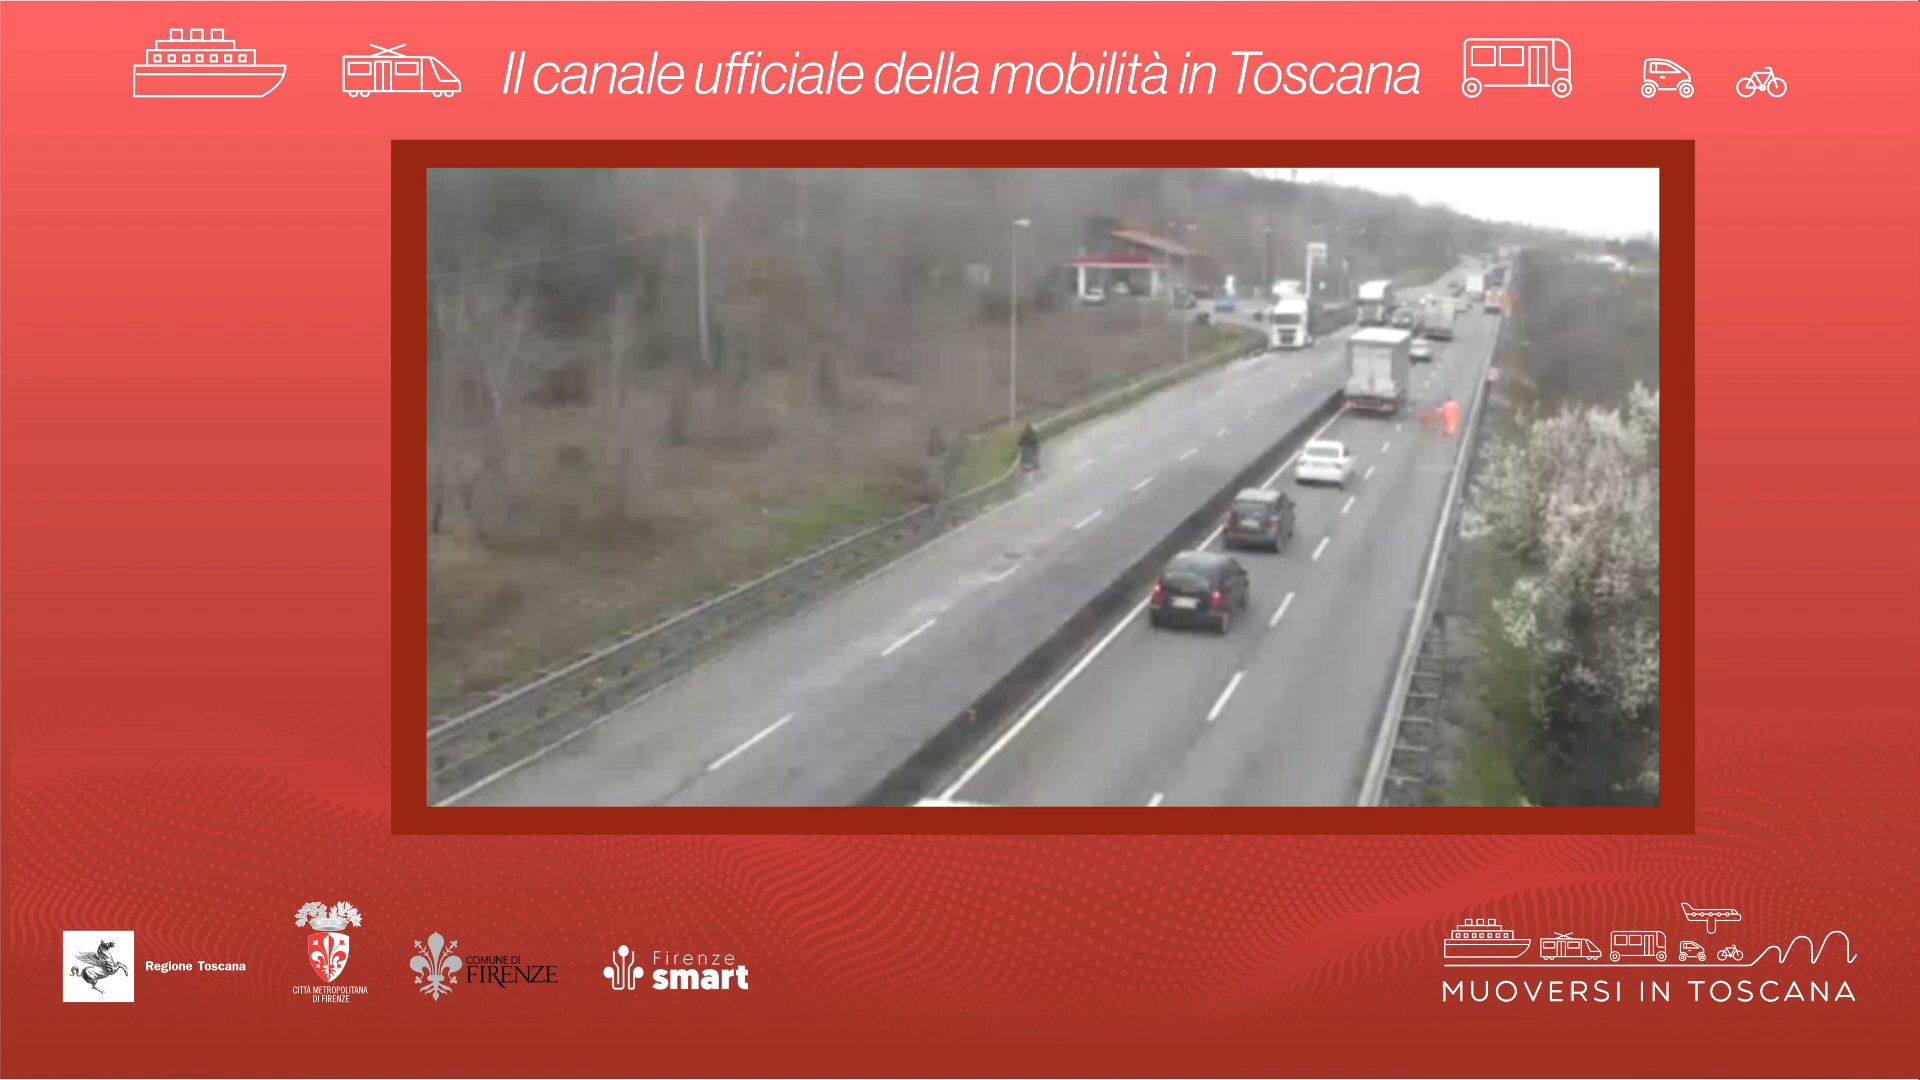 Il canale ufficiale della mobilità in Toscana
Regione Toscana
CITTÀ METROPOLITANA
DI FIRENZE
COMUNE DI
FIRENZE
Firenze
smart
MUOVERSI IN TOSCANA